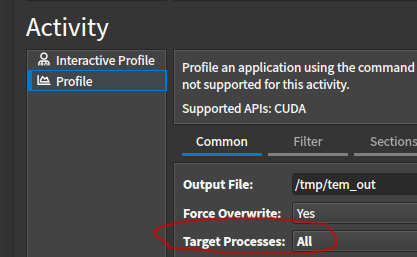 Activity
Interactive Profile
Profile
Profile an application using the command
not supported for this activity.
Supported APIs: CUDA
Common Filter Sections
Output File: /tmp/tem_out
Force Overwrite: Yes
Target Processes: All